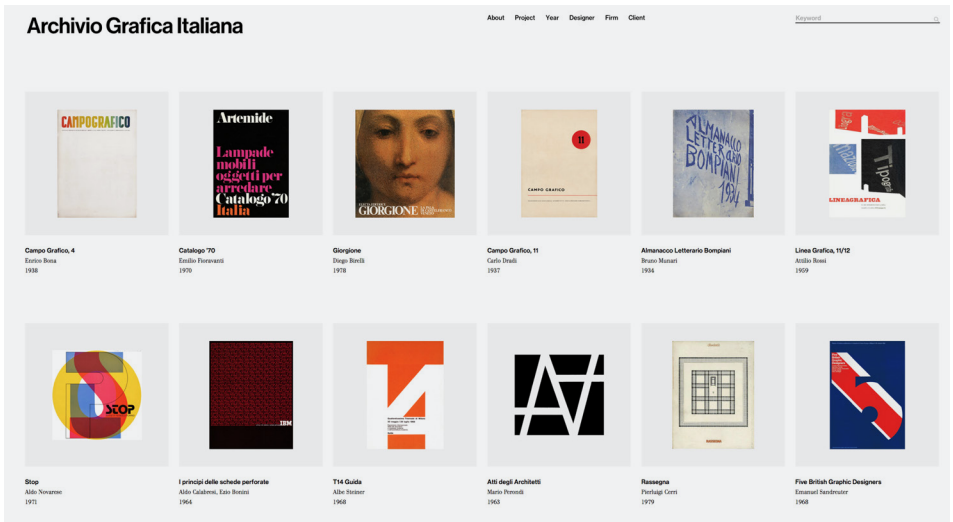 Archivio Grafica Italiana
About Project Year Designer Firm Client
Keyword
CAMPOGRAFICO
Artemide
Lampade
mobili
oggetti per
arredare
Catalogo '70
Italia
GIORGIONE
11
CAMPO GRAFICO
ALMANACCO
LETTERARIO
BOMPIANI
1934
Tipogr
LINEAGRAFICA
Campo Grafico, 4
Enrico Bona
1938
Catalogo '70
Emilio Fioravanti
1970
Giorgione
Diego Birelli
1978
Campo Grafico, 11
Carlo Dradi
1937
Almanacco Letterario Bompiani
Bruno Munari
1934
Linea Grafica, 11/12
Attilio Rossi
1959
STOP
IBM
T4
5
Stop
Aldo Novarese
1971
I principi delle schede perforate
Aldo Calabresi, Ezio Bonini
1964
T14 Guida
Albe Steiner
1968
Atti degli Architetti
Mario Perondi
1963
Rassegna
Pierluigi Cerri
1979
Five British Graphic Designers
Emanuel Sandreuter
1968